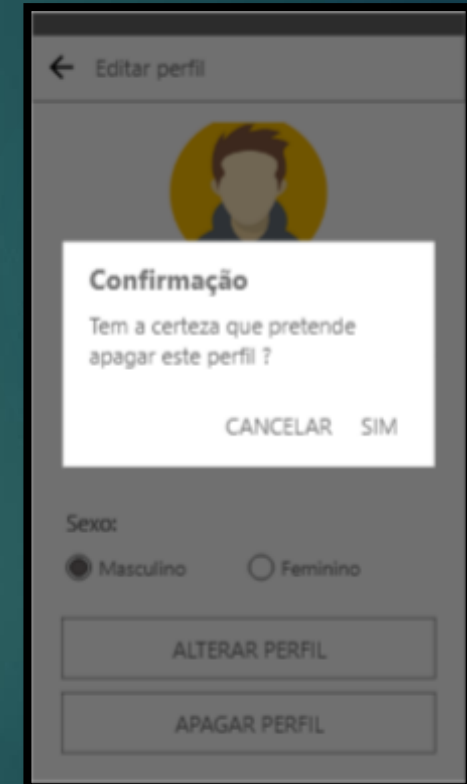 Editar perfil
Confirmação
Tem a certeza que pretende
apagar este perfil ?
CANCELAR SIM
Sexo:
Masculino Feminino
ALTERAR PERFIL
APAGAR PERFIL